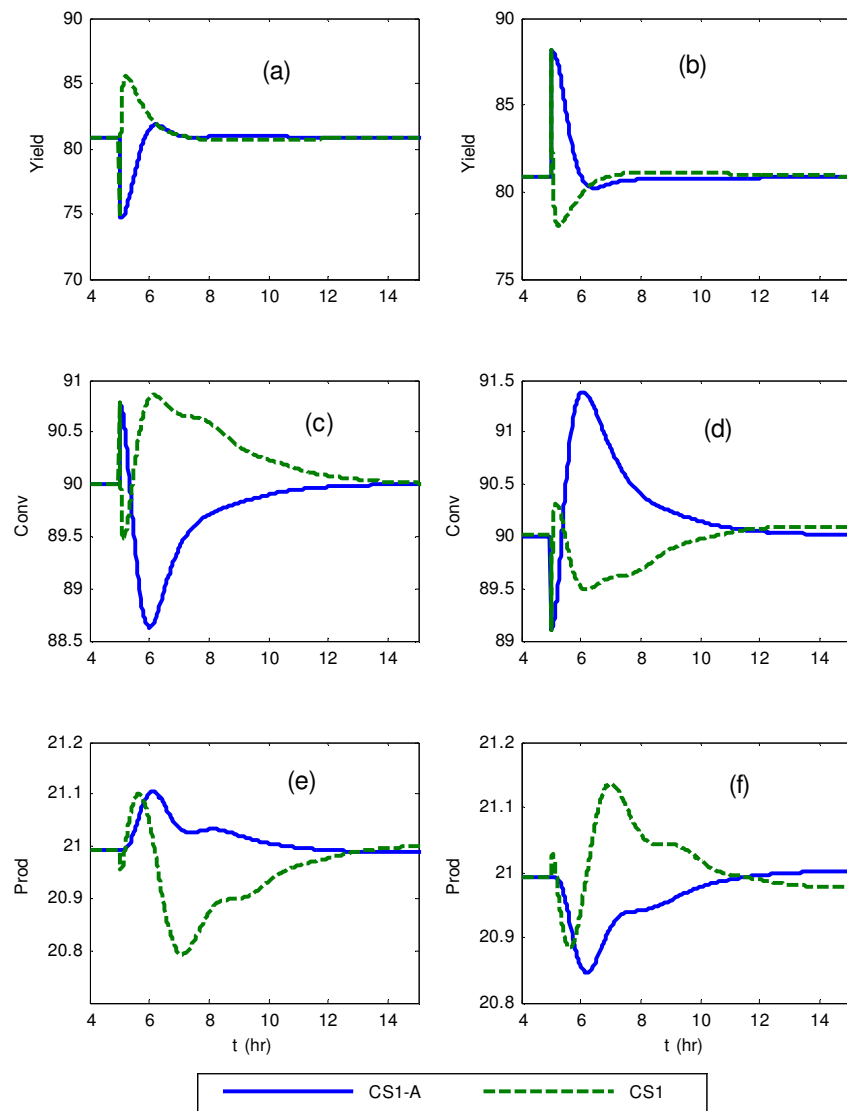 90
85
80
75
70
Yield
(a)
4 6 8 10 12 14
90
85
80
75
Yield
(b)
4 6 8 10 12 14
91
90.5
90
89.5
89
88.5
Conv
(c)
4 6 8 10 12 14
91.5
91
90.5
90
89.5
89
Conv
(d)
4 6 8 10 12 14
21.2
21.1
21
20.9
20.8
Prod
(e)
4 6 8 10 12 14
t (hr)
21.2
21.1
21
20.9
20.8
Prod
(f)
4 6 8 10 12 14
t (hr)
CS1-A CS1